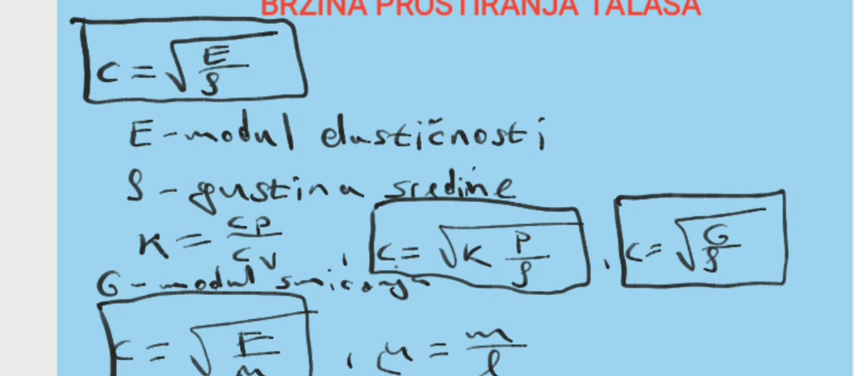 BRZINA PROSTIRANJA TALASA
c = √(E/ρ)
E - modul elastičnosti
ρ - gustina sredine
κ = cp/cv , c = √(κ p/ρ) , c = √(G/ρ)
G - modul smicanja
c = √(F/μ) , μ = m/l